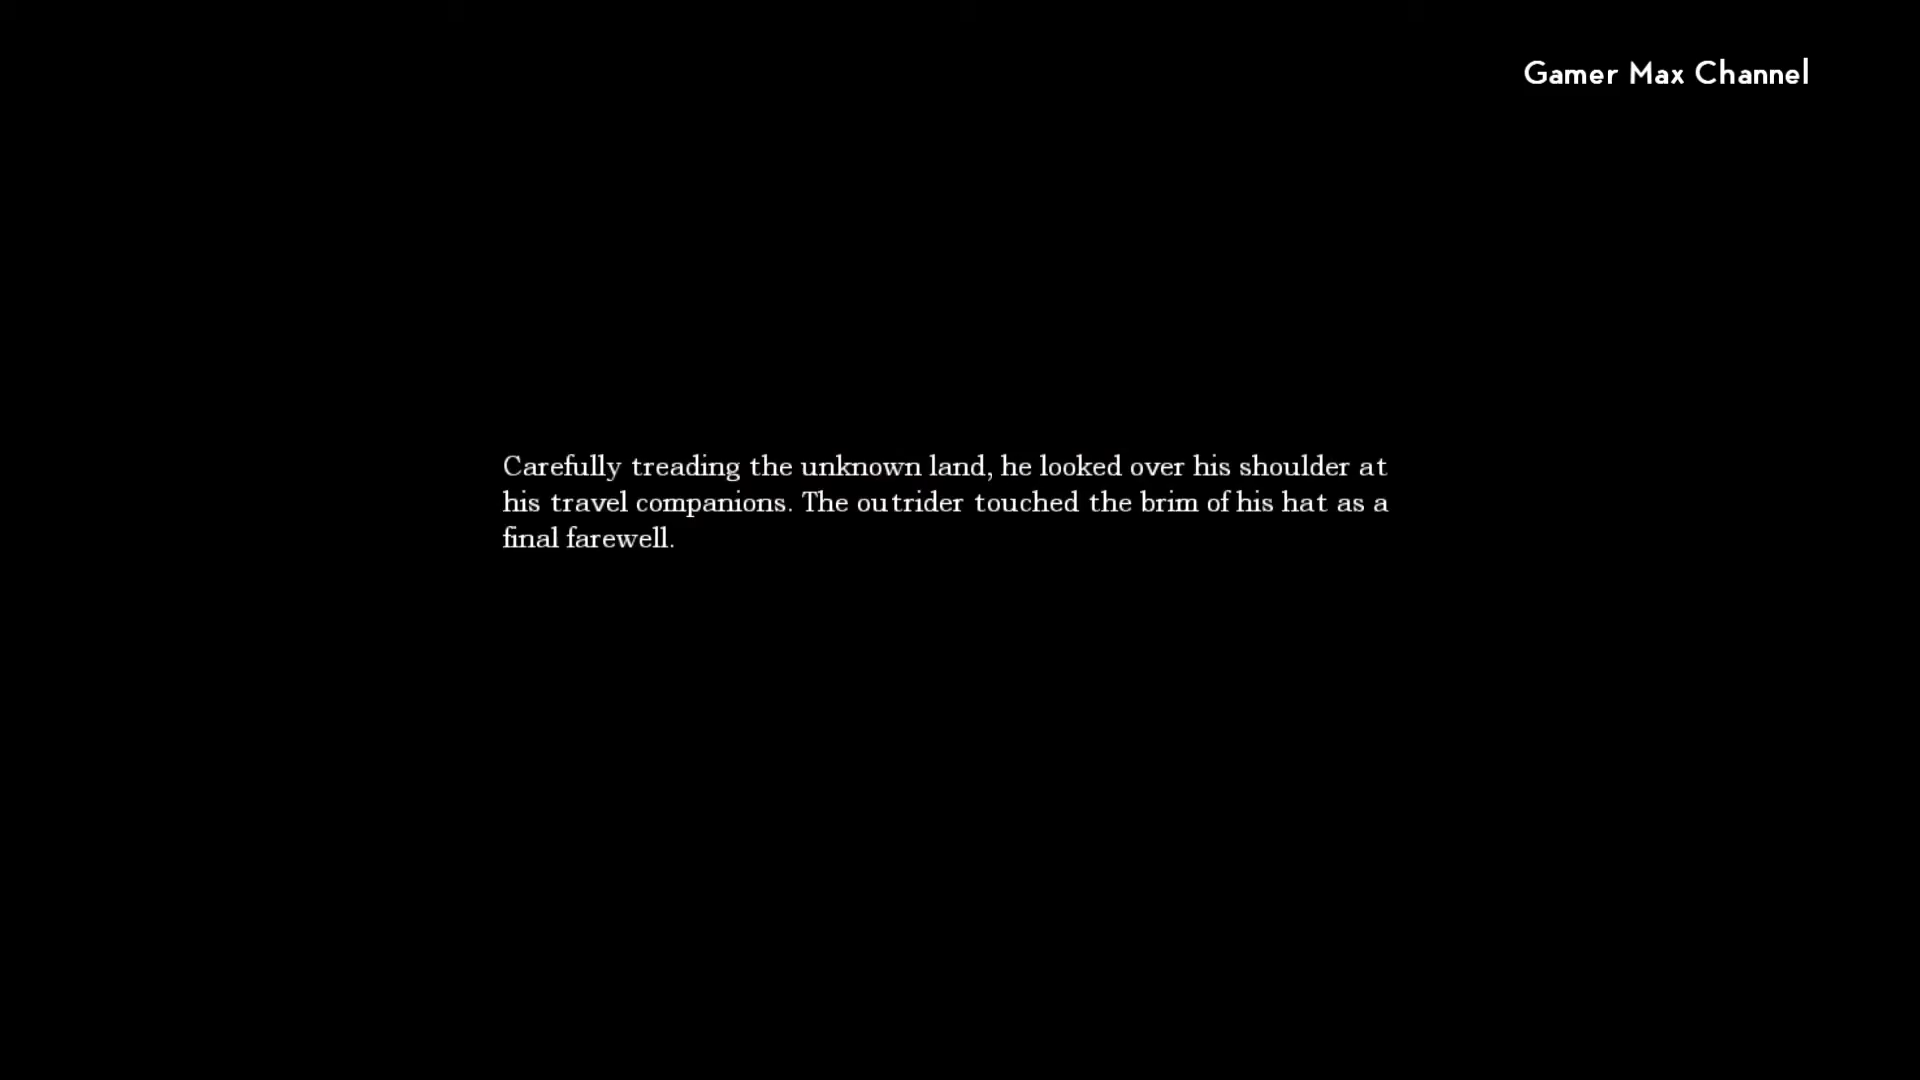 Gamer Max Channel
Carefully treading the unknown land, he looked over his shoulder at
his travel companions. The outrider touched the brim of his hat as a
final farewell.